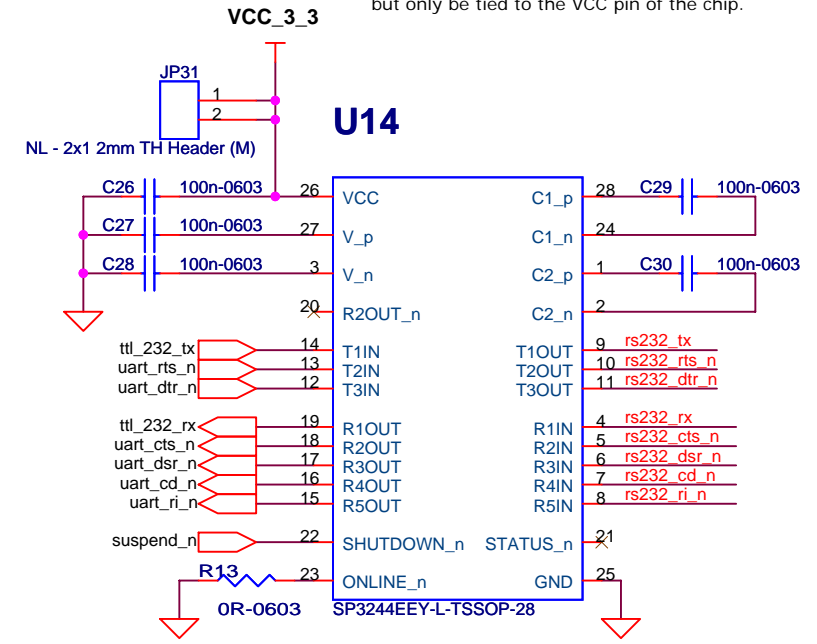 but only be tied to the VCC pin of the chip.
VCC_3_3
JP31
1
2
U14
NL - 2x1 2mm TH Header (M)
C26 100n-0603 26 VCC C1_p 28 C29 100n-0603
C27 100n-0603 27 V_p C1_n 24
C28 100n-0603 3 V_n C2_p 1 C30 100n-0603
20 R2OUT_n C2_n 2
ttl_232_tx 14 T1IN T1OUT 9 rs232_tx
uart_rts_n 13 T2IN T2OUT 10 rs232_rts_n
uart_dtr_n 12 T3IN T3OUT 11 rs232_dtr_n
ttl_232_rx 19 R1OUT R1IN 4 rs232_rx
uart_cts_n 18 R2OUT R2IN 5 rs232_cts_n
uart_dsr_n 17 R3OUT R3IN 6 rs232_dsr_n
uart_cd_n 16 R4OUT R4IN 7 rs232_cd_n
uart_ri_n 15 R5OUT R5IN 8 rs232_ri_n
suspend_n 22 SHUTDOWN_n STATUS_n 21
R13 23 ONLINE_n GND 25
0R-0603 SP3244EEY-L-TSSOP-28